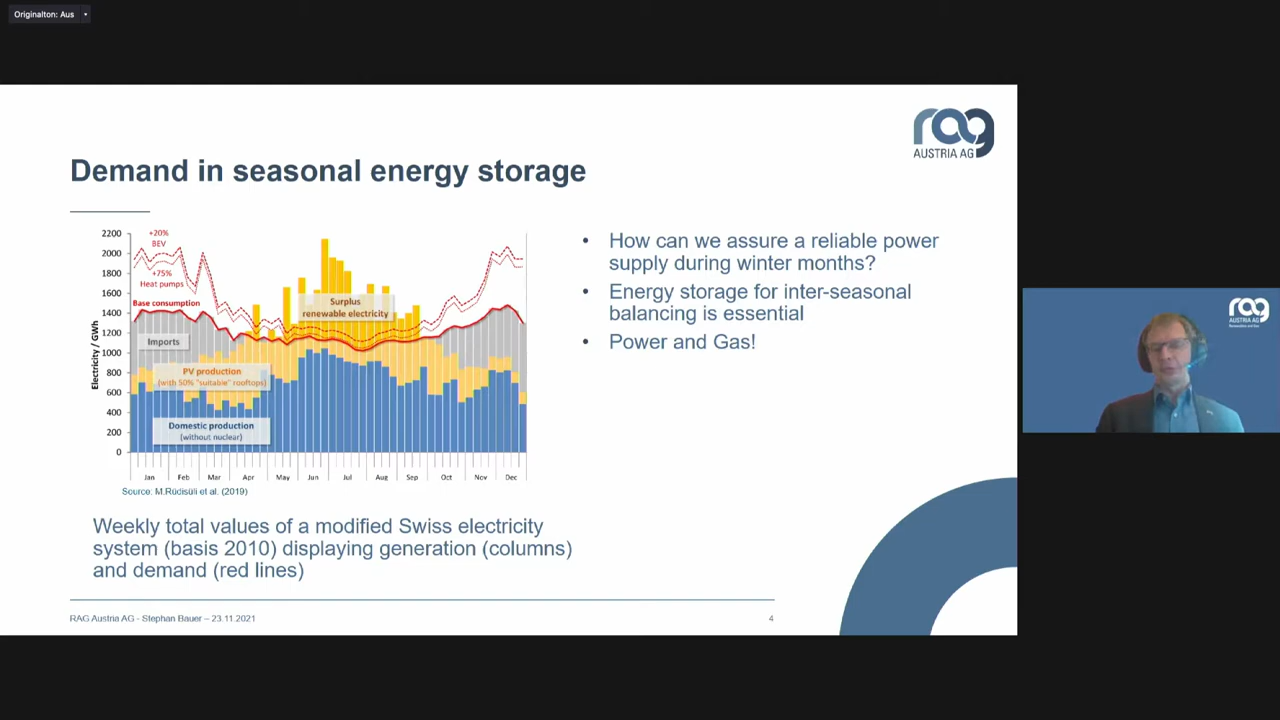 Originalton: Aus
rag
AUSTRIA AG
Demand in seasonal energy storage
Electricity / GWh
2200
2000
1800
1600
1400
1200
1000
800
600
400
200
0
+20%
BEV
+75%
Heat pumps
Base consumption
Imports
Surplus
renewable electricity
PV production
(with 50% "suitable" rooftops)
Domestic production
(without nuclear)
Jan Feb Mar Apr May Jun Jul Aug Sep Oct Nov Dec
Source: M.Rüdisüli et al. (2019)
Weekly total values of a modified Swiss electricity
system (basis 2010) displaying generation (columns)
and demand (red lines)
• How can we assure a reliable power
supply during winter months?
• Energy storage for inter-seasonal
balancing is essential
• Power and Gas!
RAG Austria AG - Stephan Bauer – 23.11.2021
4
rag
AUSTRIA AG